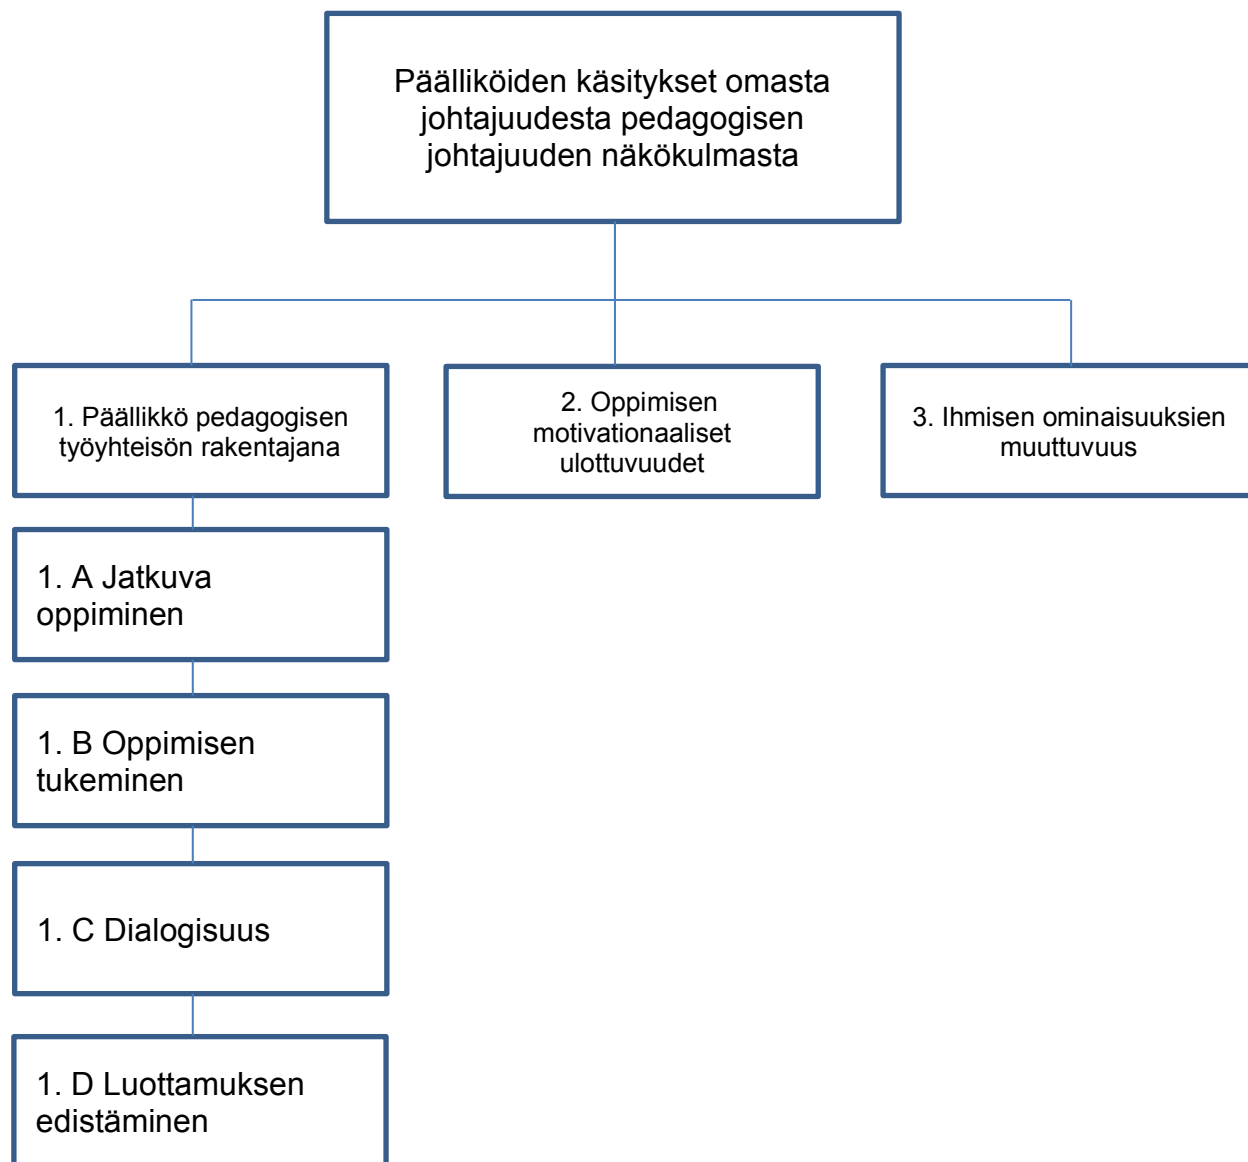 Päälliköiden käsitykset omasta
johtajuudesta pedagogisen
johtajuuden näkökulmasta
1. Päällikkö pedagogisen
työyhteisön rakentajana
2. Oppimisen
motivationaaliset
ulottuvuudet
3. Ihmisen ominaisuuksien
muuttuvuus
1. A Jatkuva
oppiminen
1. B Oppimisen
tukeminen
1. C Dialogisuus
1. D Luottamuksen
edistäminen